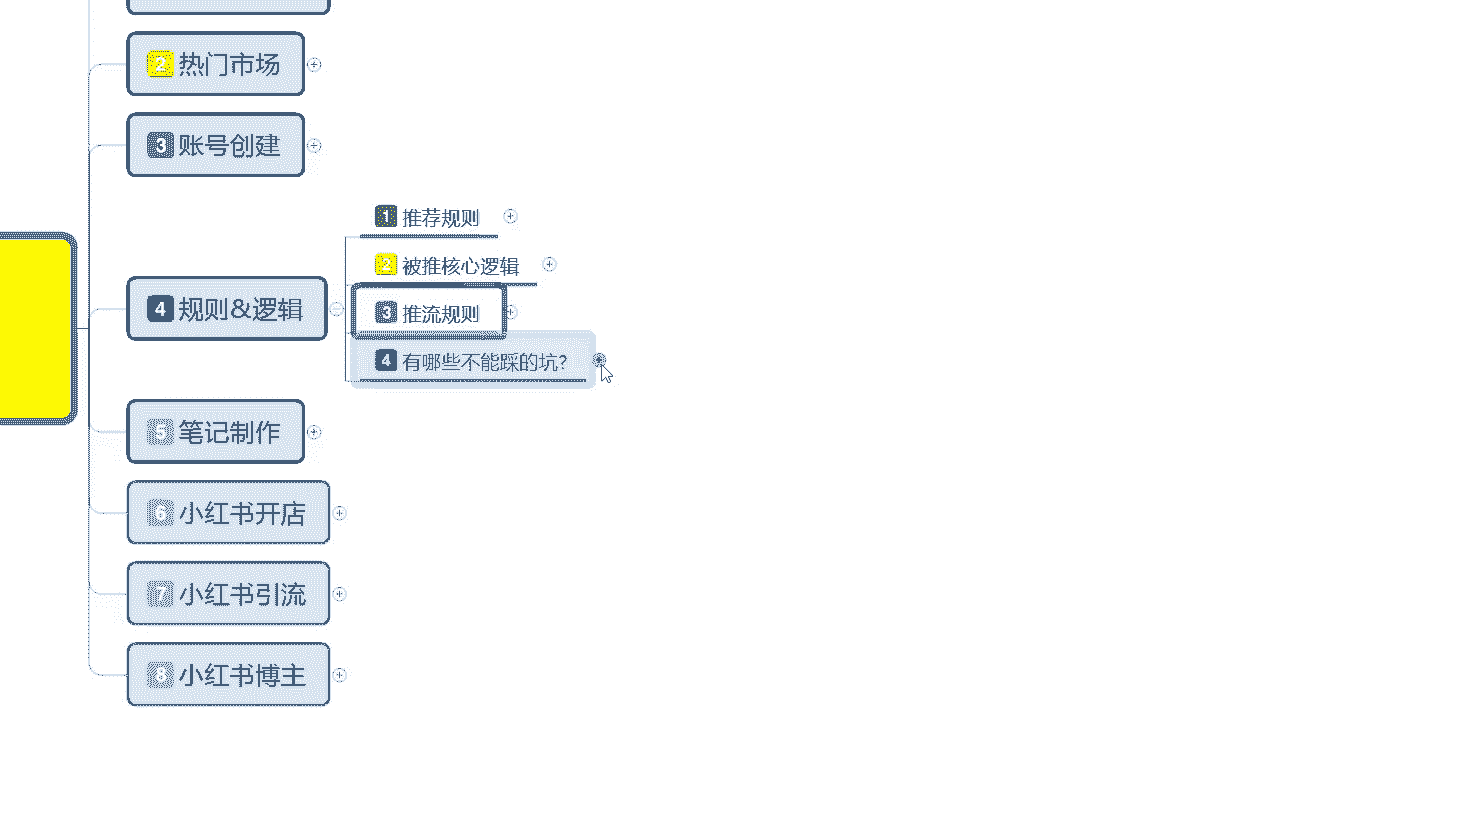 2 热门市场
3 账号创建
4 规则&逻辑
1 推荐规则
2 被推核心逻辑
3 推流规则
4 有哪些不能踩的坑?
5 笔记制作
6 小红书开店
7 小红书引流
8 小红书博主